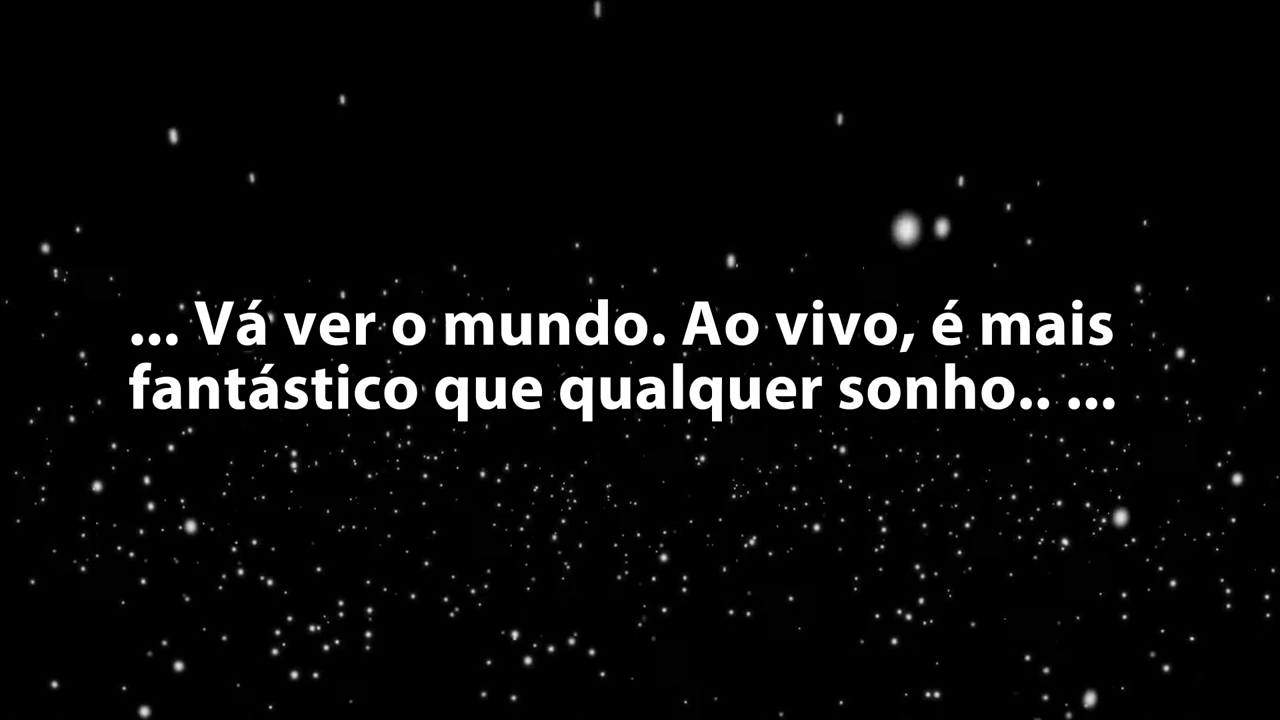 ... Vá ver o mundo. Ao vivo, é mais
fantástico que qualquer sonho.. ...